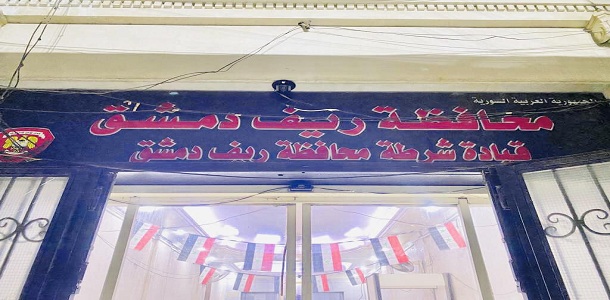 الجمهورية العربية السورية
محافظة ريف دمشق
قيادة شرطة محافظة ريف دمشق